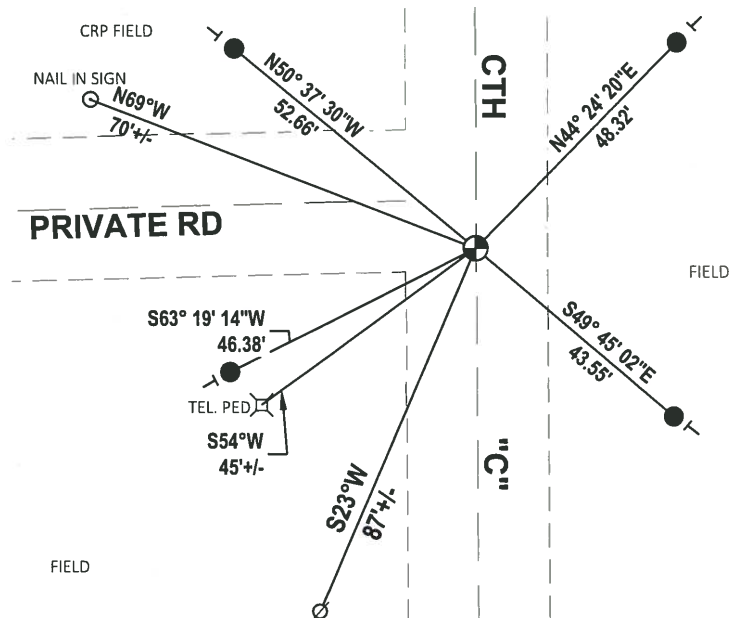 CRP FIELD
NAIL IN SIGN
N69°W
70'+/-
N50° 37' 30"W
52.66'
CTH
N44° 24' 20"E
48.32'
PRIVATE RD
FIELD
S63° 19' 14"W
46.38'
S49° 45' 02"E
43.55'
TEL. PED
S54°W
45'+/-
"C"
S23°W
87'+/-
FIELD